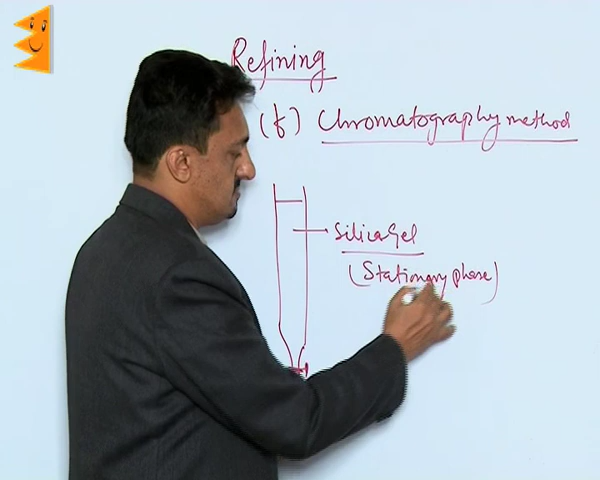 Refining
(f) Chromatography method
Silica Gel
(Stationary phase)